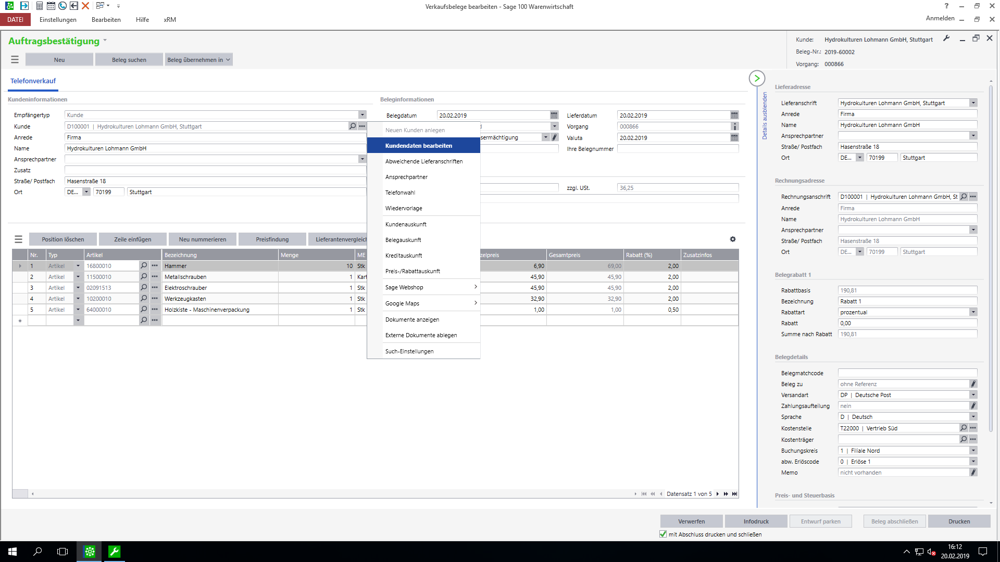 Verkaufsbelege bearbeiten - Sage 100 Warenwirtschaft
?
DATEI Einstellungen Bearbeiten Hilfe xRM Anmelden
Auftragsbestätigung
Kunde: Hydrokulturen Lohmann GmbH, Stuttgart
Beleg-Nr.: 2019-60002
Vorgang: 000866
Neu Beleg suchen Beleg übernehmen in
Telefonverkauf
Kundeninformationen
Empfängertyp Kunde
Kunde D100001 | Hydrokulturen Lohmann GmbH, Stuttgart
Anrede Firma
Name Hydrokulturen Lohmann GmbH
Ansprechpartner
Zusatz
Straße/ Postfach Hasenstraße 18
Ort DE... 70199 Stuttgart
Beleginformationen
Belegdatum 20.02.2019 Lieferdatum 20.02.2019
d Vorgang 000866
sermächtigung Valuta 20.02.2019
Ihre Belegnummer
zzgl. USt. 36,25
Neuen Kunden anlegen
Kundendaten bearbeiten
Abweichende Lieferanschriften
Ansprechpartner
Telefonwahl
Wiedervorlage
Kundenauskunft
Belegauskunft
Kreditauskunft
Preis-/Rabattauskunft
Sage Webshop
Google Maps
Dokumente anzeigen
Externe Dokumente ablegen
Such-Einstellungen
Position löschen Zeile einfügen Neu nummerieren Preisfindung Lieferantenvergleich
Nr. Typ Artikel Bezeichnung Menge ME zelpreis Gesamtpreis Rabatt (%) Zusatzinfos
1 Artikel 16800010 Hammer 10 Stk 6,90 69,00 2,00
2 Artikel 11500010 Metallschrauben 1 Kart 45,90 45,90 2,00
3 Artikel 02091513 Elektroschrauber 1 Stk 45,90 45,90 2,00
4 Artikel 10200010 Werkzeugkasten 1 Stk 32,90 32,90 2,00
5 Artikel 64000010 Holzkiste - Maschinenverpackung 1 Stk 1,00 1,00 0,50
Datensatz 1 von 5
Details ausblenden
Lieferadresse
Lieferanschrift Hydrokulturen Lohmann GmbH, Stuttgart
Anrede Firma
Name Hydrokulturen Lohmann GmbH
Ansprechpartner
Straße/ Postfach Hasenstraße 18
Ort DE... 70199 Stuttgart
Rechnungsadresse
Rechnungsanschrift D100001 | Hydrokulturen Lohmann GmbH, St
Anrede Firma
Name Hydrokulturen Lohmann GmbH
Ansprechpartner
Straße/ Postfach Hasenstraße 18
Ort DE... 70199 Stuttgart
Belegrabatt 1
Rabattbasis 190,81
Bezeichnung Rabatt 1
Rabattart prozentual
Rabatt 0,00
Summe nach Rabatt 190,81
Belegdetails
Belegmatchcode
Beleg zu ohne Referenz
Versandart DP | Deutsche Post
Zahlungsaufteilung nein
Sprache D | Deutsch
Kostenstelle T22000 | Vertrieb Süd
Kostenträger
Buchungskreis 1 | Filiale Nord
abw. Erlöscode 0 | Erlöse 1
Memo nicht vorhanden
Preis- und Steuerbasis
Verwerfen Infodruck Entwurf parken Beleg abschließen Drucken
mit Abschluss drucken und schließen
16:12
20.02.2019